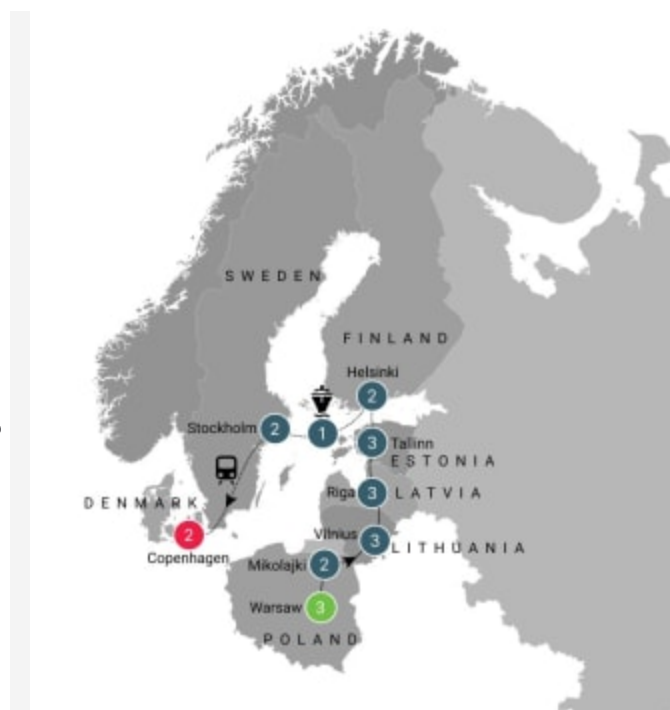 SWEDEN
FINLAND
Helsinki
2
Stockholm 2
1
3 Tallinn
ESTONIA
Riga 3 LATVIA
DENMARK
2
Copenhagen
Vilnius 3
LITHUANIA
Mikolajki 2
Warsaw 3
POLAND